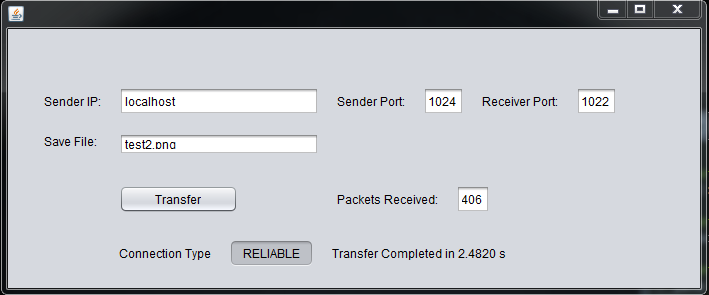 Sender IP: localhost Sender Port: 1024 Receiver Port: 1022
Save File: test2.png
Transfer Packets Received: 406
Connection Type RELIABLE Transfer Completed in 2.4820 s